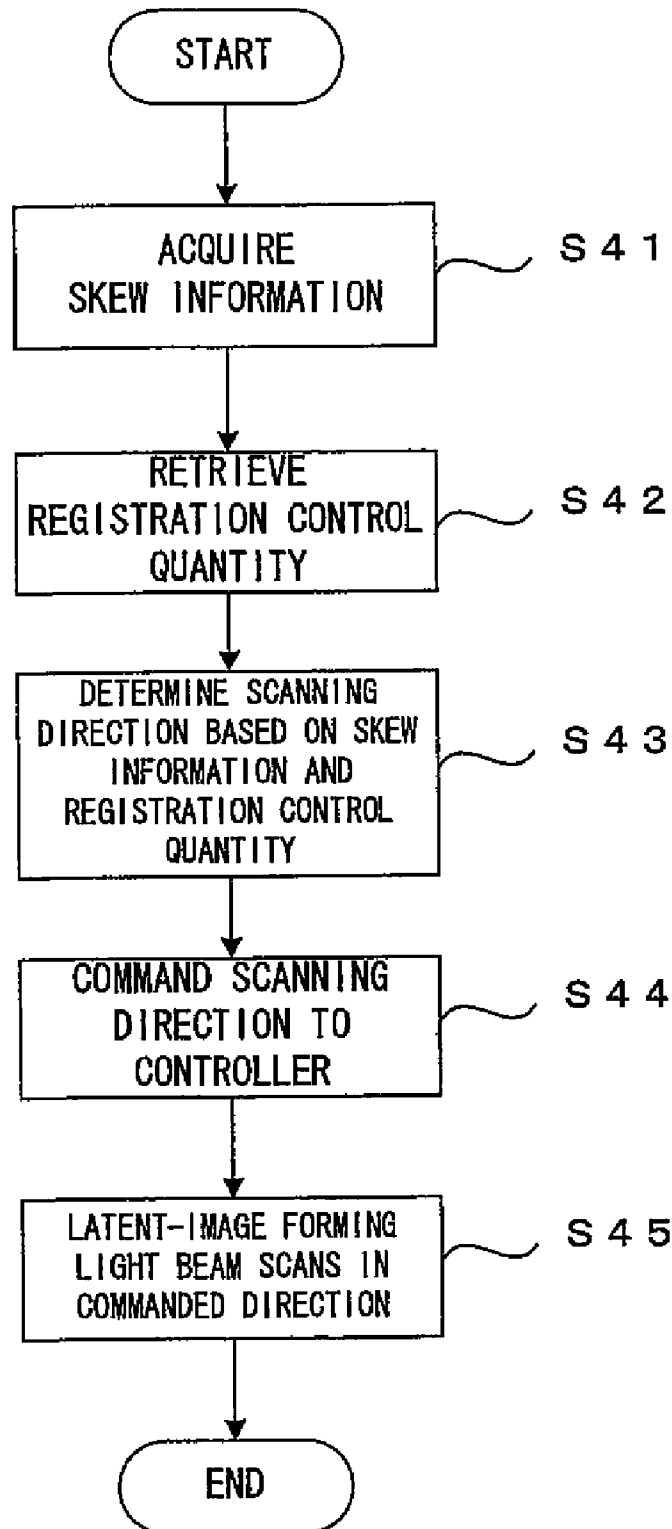 START
ACQUIRE
SKEW INFORMATION
S41
RETRIEVE
REGISTRATION CONTROL
QUANTITY
S42
DETERMINE SCANNING
DIRECTION BASED ON SKEW
INFORMATION AND
REGISTRATION CONTROL
QUANTITY
S43
COMMAND SCANNING
DIRECTION TO
CONTROLLER
S44
LATENT-IMAGE FORMING
LIGHT BEAM SCANS IN
COMMANDED DIRECTION
S45
END